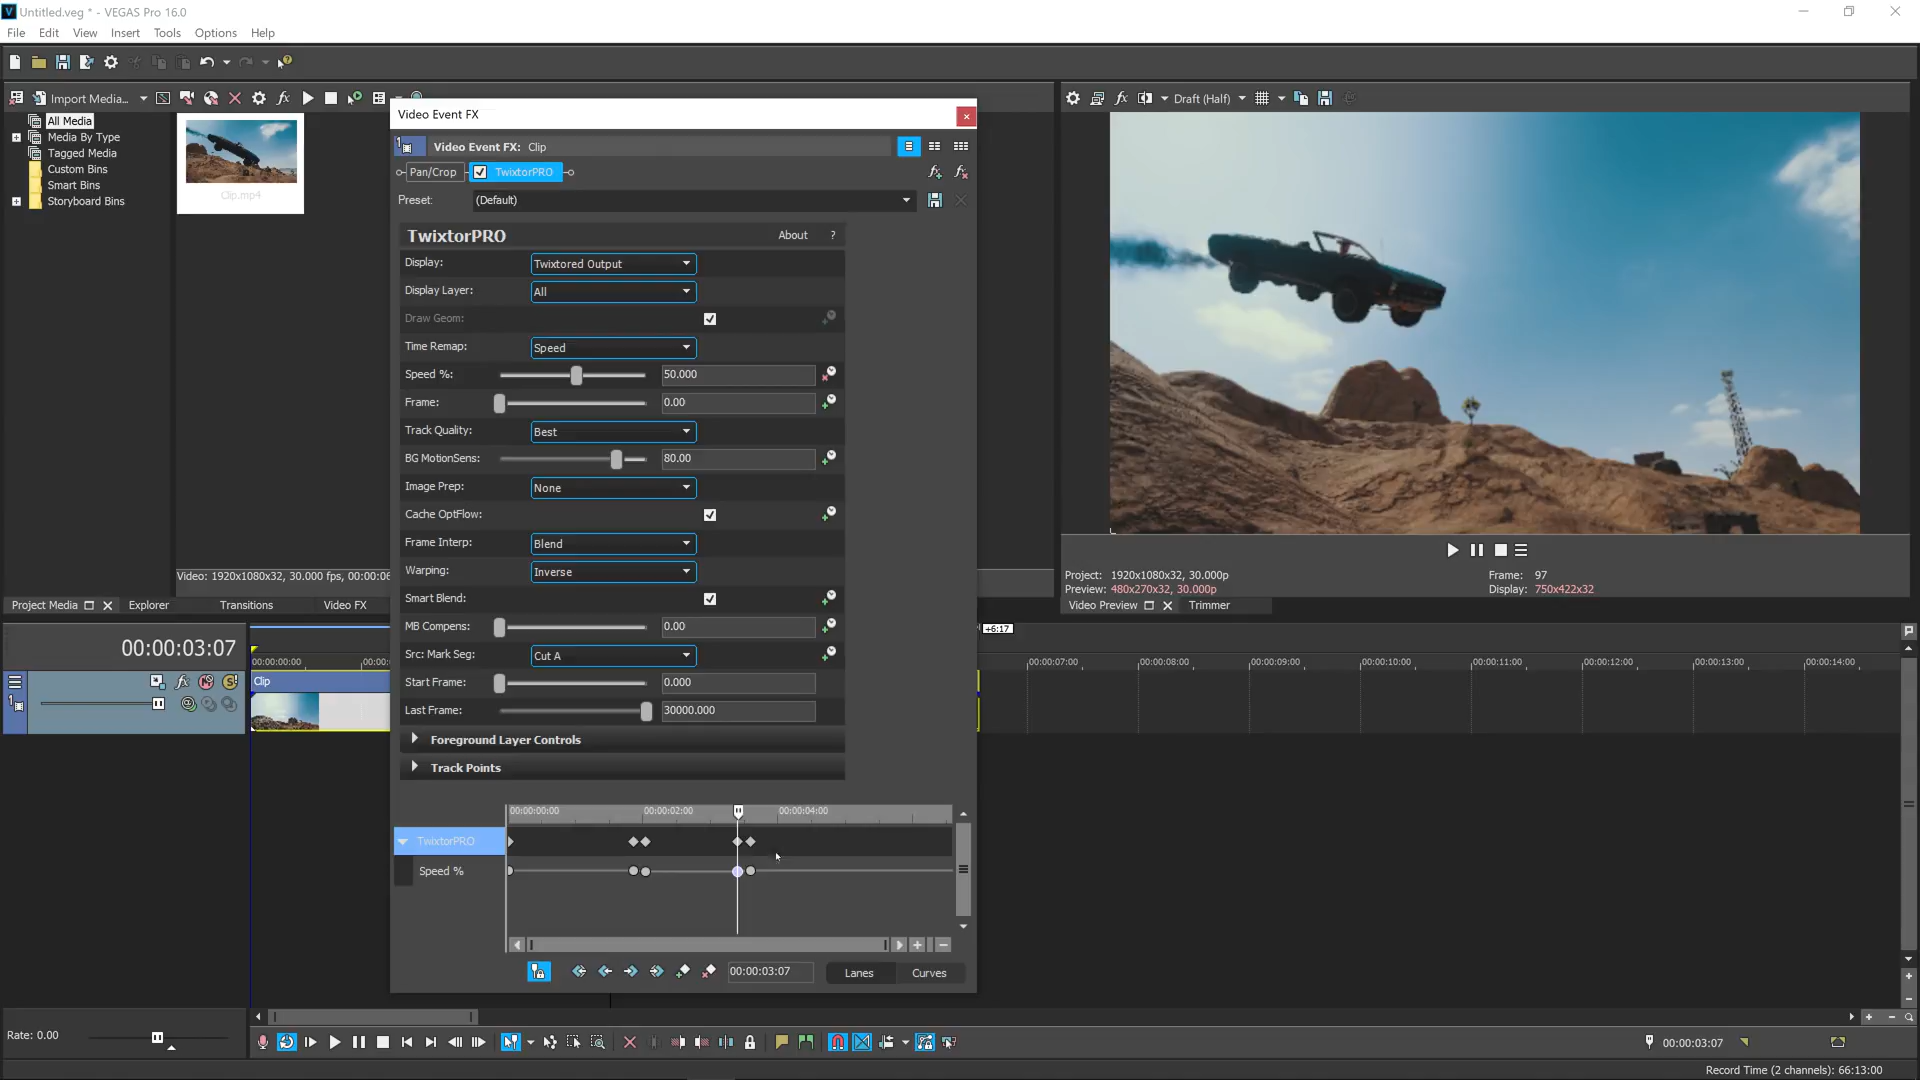 Untitled.veg * - VEGAS Pro 16.0
File Edit View Insert Tools Options Help
Import Media...
Draft (Half)
All Media
Media By Type
Tagged Media
Custom Bins
Smart Bins
Storyboard Bins
Clip.mp4
Video: 1920x1080x32, 30.000 fps, 00:00:06
Project Media
Explorer
Transitions
Video FX
Video Event FX
Video Event FX: Clip
Pan/Crop
TwixtorPRO
Preset: (Default)
TwixtorPRO
About ?
Display: Twixtored Output
Display Layer: All
Draw Geom:
Time Remap: Speed
Speed %: 50.000
Frame: 0.00
Track Quality: Best
BG MotionSens: 80.00
Image Prep: None
Cache OptFlow:
Frame Interp: Blend
Warping: Inverse
Smart Blend:
MB Compens: 0.00
Src: Mark Seg: Cut A
Start Frame: 0.000
Last Frame: 30000.000
Foreground Layer Controls
Track Points
00:00:00:00 00:00:02:00 00:00:04:00
TwixtorPRO
Speed %
00:00:03:07
Lanes
Curves
Project: 1920x1080x32, 30.000p
Preview: 480x270x32, 30.000p
Frame: 97
Display: 750x422x32
Video Preview
Trimmer
00:00:03:07
+6:17
00:00:00:00 00:00: 00:00:07:00 00:00:08:00 00:00:09:00 00:00:10:00 00:00:11:00 00:00:12:00 00:00:13:00 00:00:14:00
Clip
1
Rate: 0.00
00:00:03:07
Record Time (2 channels): 66:13:00